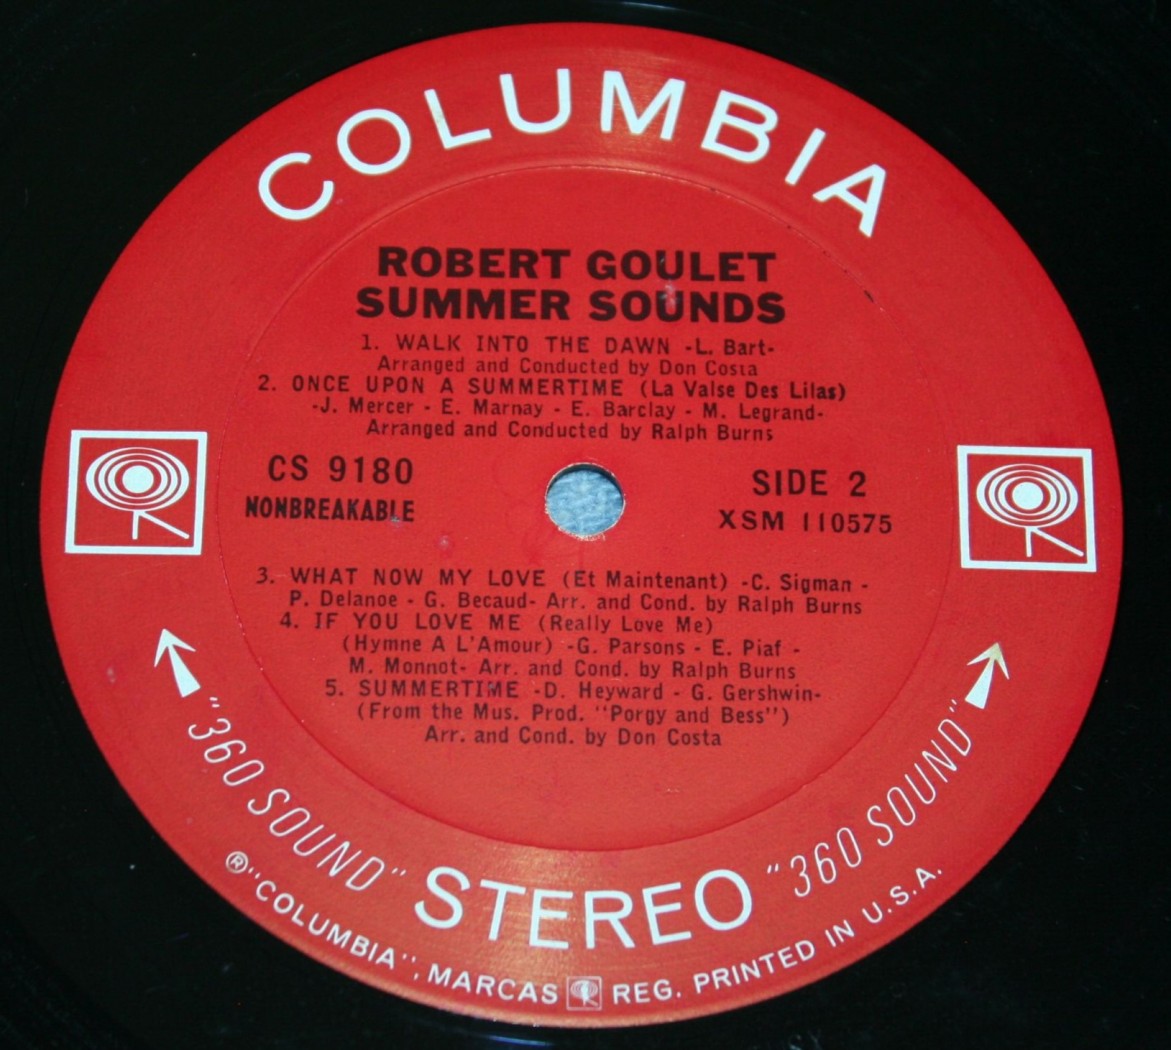 COLUMBIA
ROBERT GOULET
SUMMER SOUNDS
1. WALK INTO THE DAWN -L. Bart-
Arranged and Conducted by Don Costa
2. ONCE UPON A SUMMERTIME (La Valse Des Lilas)
-J. Mercer - E. Marnay - E. Barclay - M. Legrand-
Arranged and Conducted by Ralph Burns
CS 9180
NONBREAKABLE
SIDE 2
XSM 110575
3. WHAT NOW MY LOVE (Et Maintenant) -C. Sigman -
P. Delanoe - G. Becaud- Arr. and Cond. by Ralph Burns
4. IF YOU LOVE ME (Really Love Me)
(Hymne A L'Amour) -G. Parsons - E. Piaf -
M. Monnot- Arr. and Cond. by Ralph Burns
5. SUMMERTIME -D. Heyward - G. Gershwin-
(From the Mus. Prod. "Porgy and Bess")
Arr. and Cond. by Don Costa
"360 SOUND" STEREO "360 SOUND"
®"COLUMBIA", MARCAS REG. PRINTED IN U.S.A.